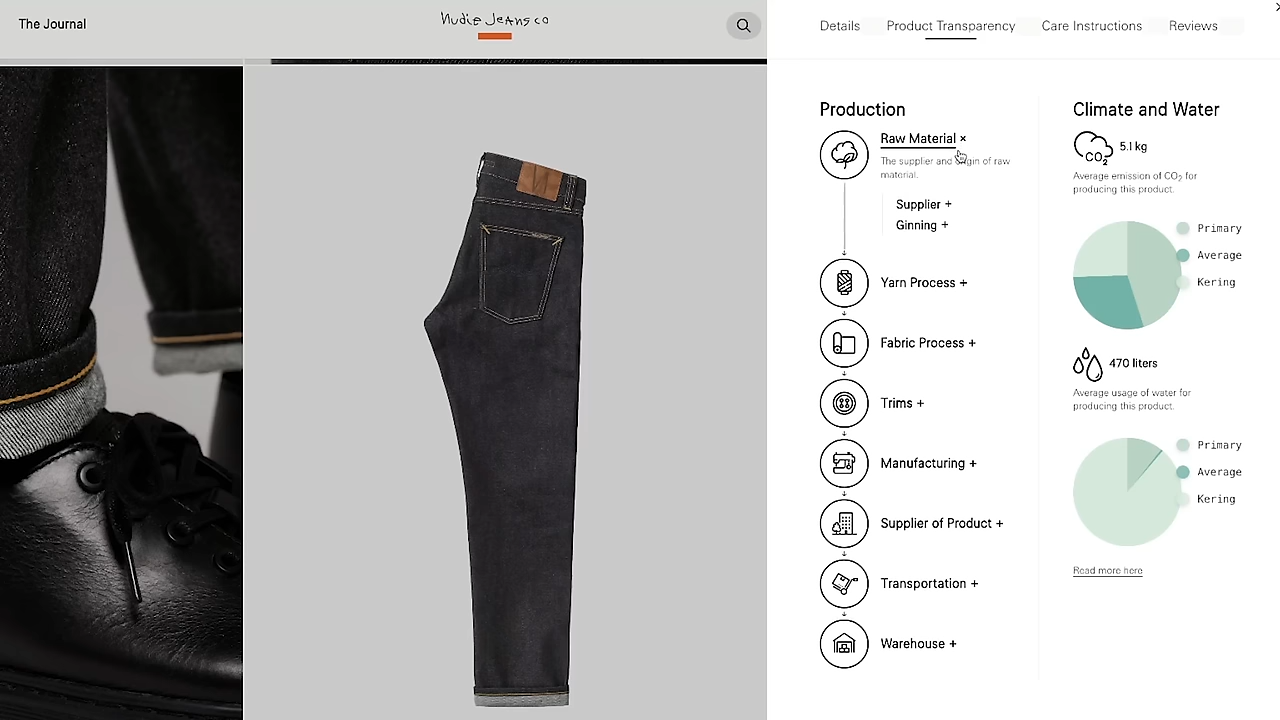 The Journal
Nudie Jeans co
Details
Product Transparency
Care Instructions
Reviews
Production
Raw Material ×
The supplier and origin of raw
material.
Supplier +
Ginning +
Yarn Process +
Fabric Process +
Trims +
Manufacturing +
Supplier of Product +
Transportation +
Warehouse +
Climate and Water
CO2
5.1 kg
Average emission of CO2 for
producing this product.
Primary
Average
Kering
470 liters
Average usage of water for
producing this product.
Primary
Average
Kering
Read more here